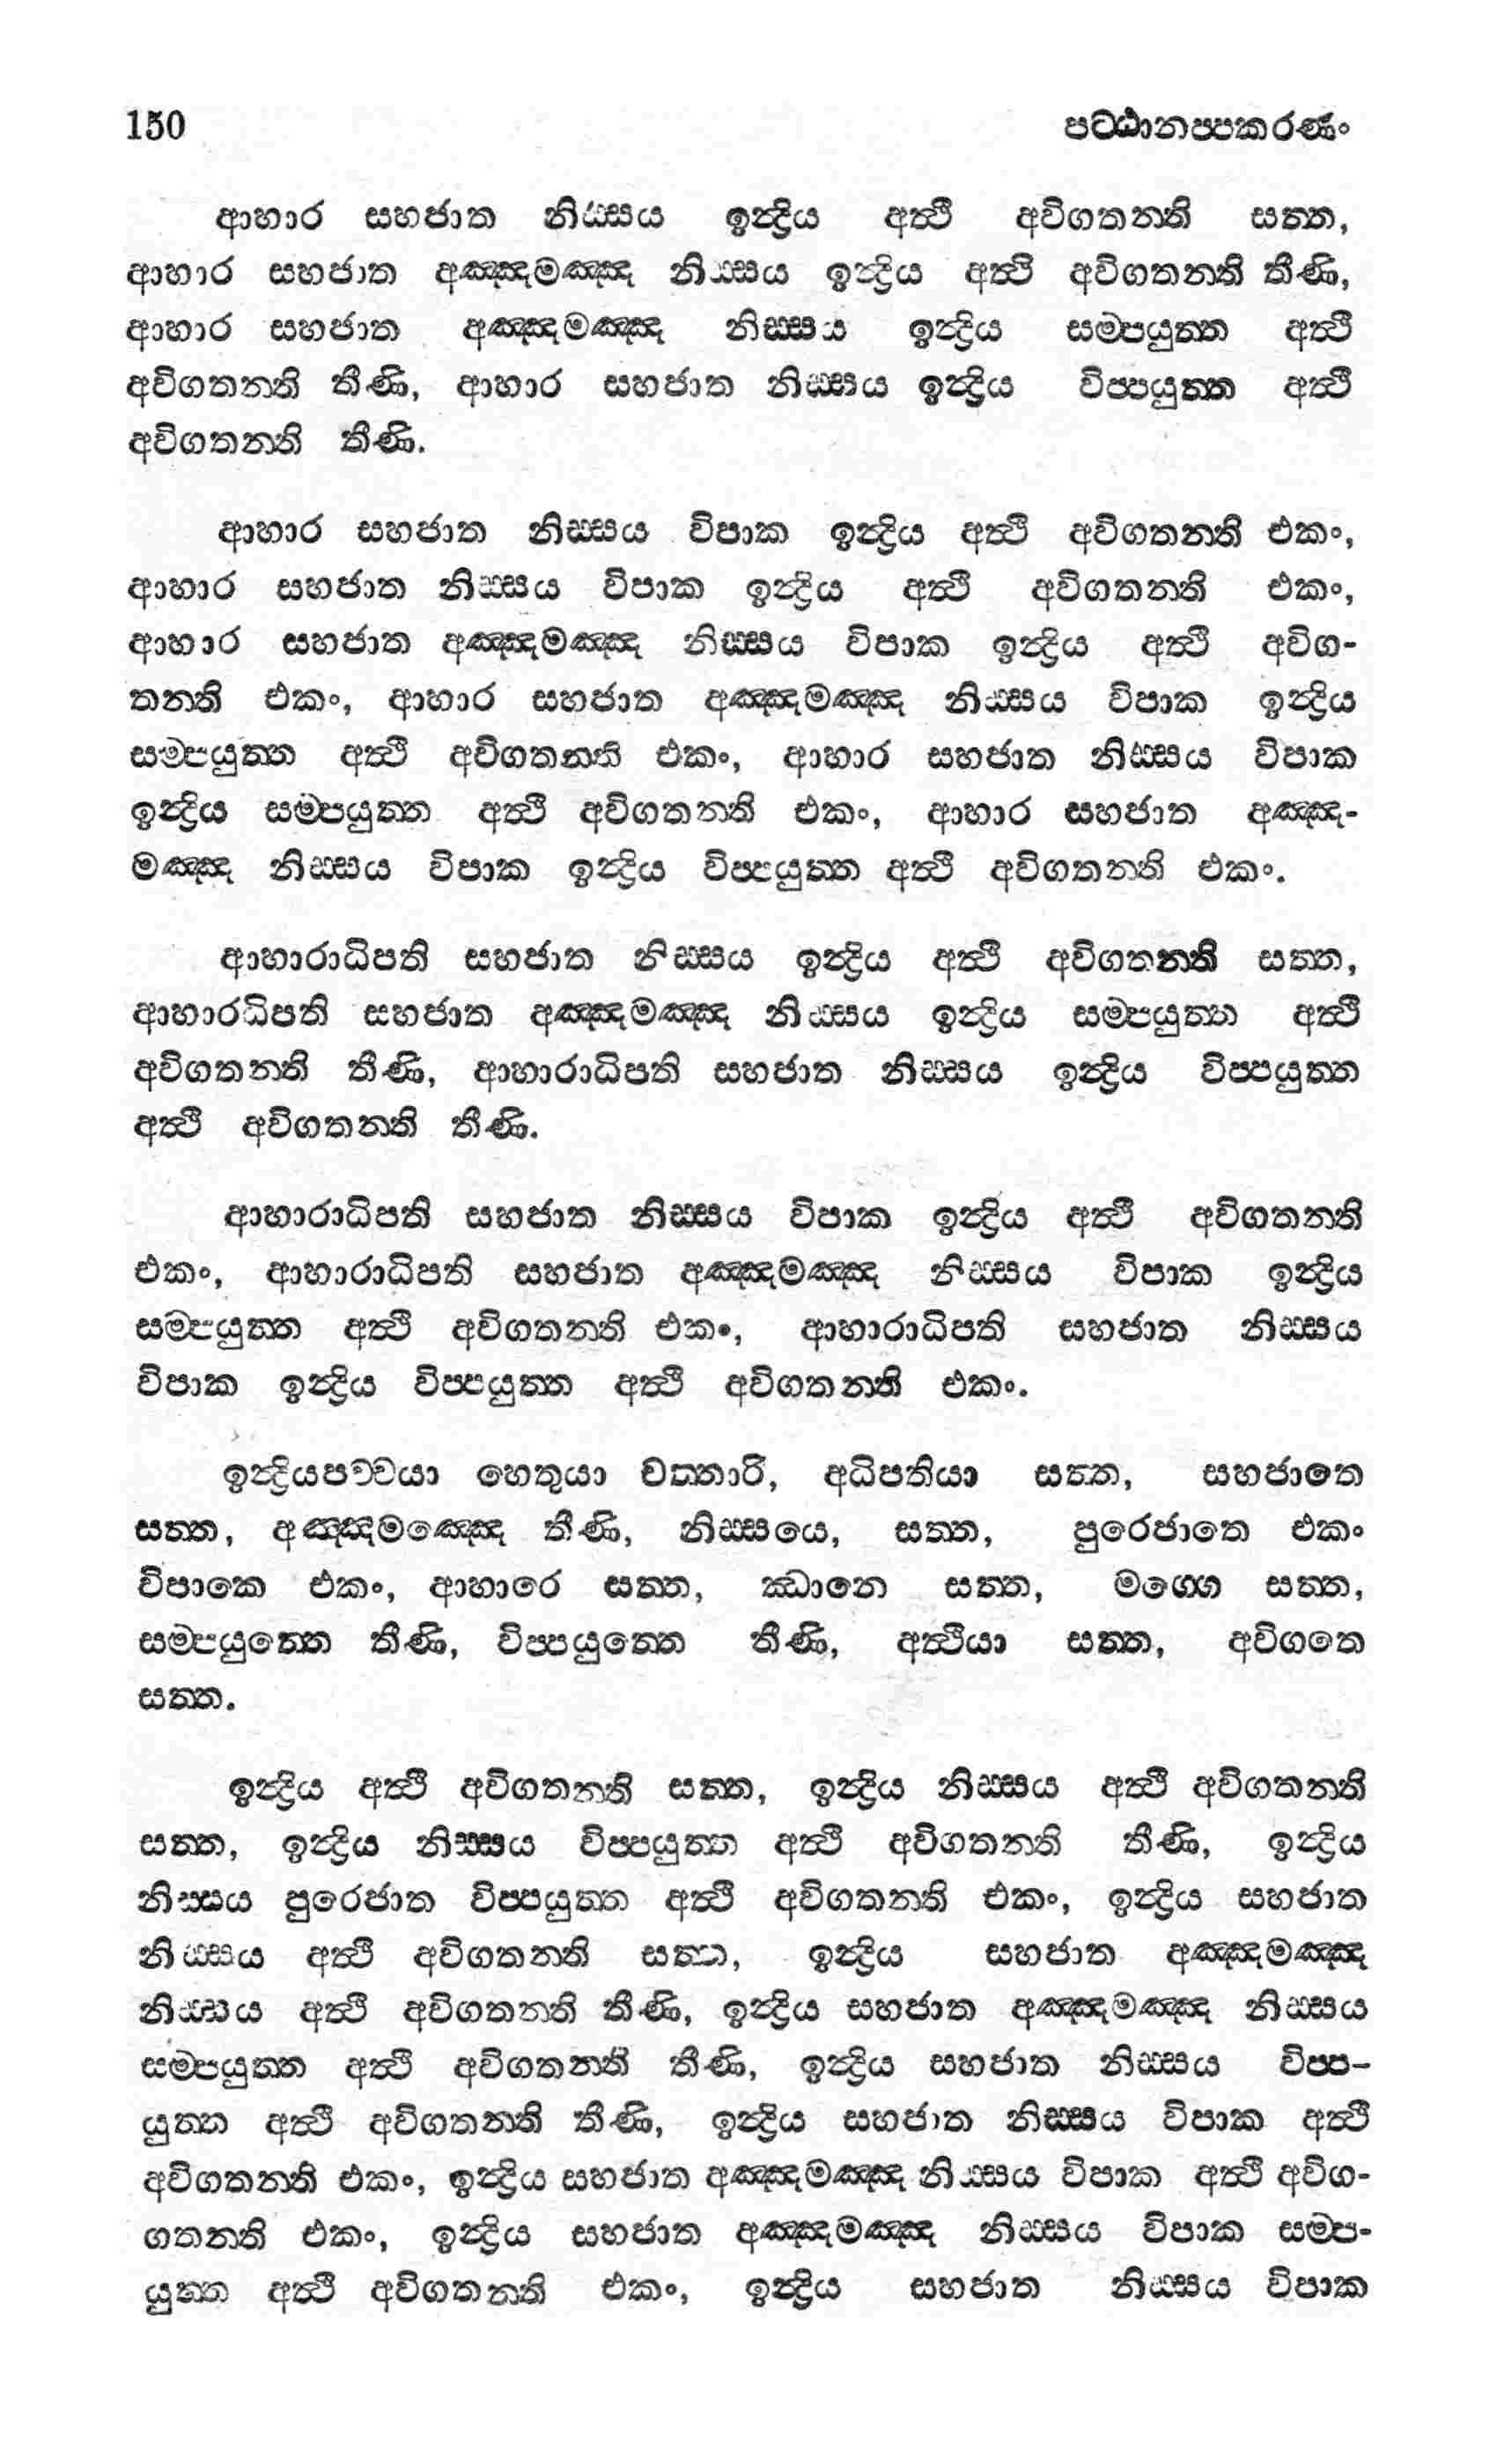 150 පට්ඨානප්පකරණං
ආහාර සහජාත නිස්සය ඉන්ද්‍රිය අත්ථි අවිගතන්ති සත්ත,
ආහාර සහජාත අඤ්ඤමඤ්ඤ නිස්සය ඉන්ද්‍රිය අත්ථි අවිගතන්ති තීණි,
ආහාර සහජාත අඤ්ඤමඤ්ඤ නිස්සය ඉන්ද්‍රිය සම්පයුත්ත අත්ථි
අවිගතන්ති තීණි, ආහාර සහජාත නිස්සය ඉන්ද්‍රිය විප්පයුත්ත අත්ථි
අවිගතන්ති තීණි.
ආහාර සහජාත නිස්සය විපාක ඉන්ද්‍රිය අත්ථි අවිගතන්ති එකං,
ආහාර සහජාත නිස්සය විපාක ඉන්ද්‍රිය අත්ථි අවිගතන්ති එකං,
ආහාර සහජාත අඤ්ඤමඤ්ඤ නිස්සය විපාක ඉන්ද්‍රිය අත්ථි අවිග-
තන්ති එකං, ආහාර සහජාත අඤ්ඤමඤ්ඤ නිස්සය විපාක ඉන්ද්‍රිය
සම්පයුත්ත අත්ථි අවිගතන්ති එකං, ආහාර සහජාත නිස්සය විපාක
ඉන්ද්‍රිය සම්පයුත්ත අත්ථි අවිගතන්ති එකං, ආහාර සහජාත අඤ්ඤ-
මඤ්ඤ නිස්සය විපාක ඉන්ද්‍රිය විප්පයුත්ත අත්ථි අවිගතන්ති එකං.
ආහාරාධිපති සහජාත නිස්සය ඉන්ද්‍රිය අත්ථි අවිගතන්ති සත්ත,
ආහාරධිපති සහජාත අඤ්ඤමඤ්ඤ නිස්සය ඉන්ද්‍රිය සම්පයුත්ත අත්ථි
අවිගතන්ති තීණි, ආහාරාධිපති සහජාත නිස්සය ඉන්ද්‍රිය විප්පයුත්ත
අත්ථි අවිගතන්ති තීණි.
ආහාරාධිපති සහජාත නිස්සය විපාක ඉන්ද්‍රිය අත්ථි අවිගතන්ති
එකං, ආහාරාධිපති සහජාත අඤ්ඤමඤ්ඤ නිස්සය විපාක ඉන්ද්‍රිය
සම්පයුත්ත අත්ථි අවිගතන්ති එකං, ආහාරාධිපති සහජාත නිස්සය
විපාක ඉන්ද්‍රිය විප්පයුත්ත අත්ථි අවිගතන්ති එකං.
ඉන්ද්‍රියපච්චයා හෙතුයා චත්තාරි, අධිපතියා සත්ත, සහජාතෙ
සත්ත, අඤ්ඤමඤ්ඤෙ තීණි, නිස්සයෙ, සත්ත, පුරෙජාතෙ එකං
විපාකෙ එකං, ආහාරෙ සත්ත, ඣානෙ සත්ත, මග්ගෙ සත්ත,
සම්පයුත්තෙ තීණි, විප්පයුත්තෙ තීණි, අත්ථියා සත්ත, අවිගතෙ
සත්ත.
ඉන්ද්‍රිය අත්ථි අවිගතන්ති සත්ත, ඉන්ද්‍රිය නිස්සය අත්ථි අවිගතන්ති
සත්ත, ඉන්ද්‍රිය නිස්සය විප්පයුත්ත අත්ථි අවිගතන්ති තීණි, ඉන්ද්‍රිය
නිස්සය පුරෙජාත විප්පයුත්ත අත්ථි අවිගතන්ති එකං, ඉන්ද්‍රිය සහජාත
නිස්සය අත්ථි අවිගතන්ති සත්ත, ඉන්ද්‍රිය සහජාත අඤ්ඤමඤ්ඤ
නිස්සය අත්ථි අවිගතන්ති තීණි, ඉන්ද්‍රිය සහජාත අඤ්ඤමඤ්ඤ නිස්සය
සම්පයුත්ත අත්ථි අවිගතන්ති තීණි, ඉන්ද්‍රිය සහජාත නිස්සය විප්ප-
යුත්ත අත්ථි අවිගතන්ති තීණි, ඉන්ද්‍රිය සහජාත නිස්සය විපාක අත්ථි
අවිගතන්ති එකං, ඉන්ද්‍රිය සහජාත අඤ්ඤමඤ්ඤ නිස්සය විපාක අත්ථි අවිග-
ගතන්ති එකං, ඉන්ද්‍රිය සහජාත අඤ්ඤමඤ්ඤ නිස්සය විපාක සම්ප-
යුත්ත අත්ථි අවිගතන්ති එකං, ඉන්ද්‍රිය සහජාත නිස්සය විපාක